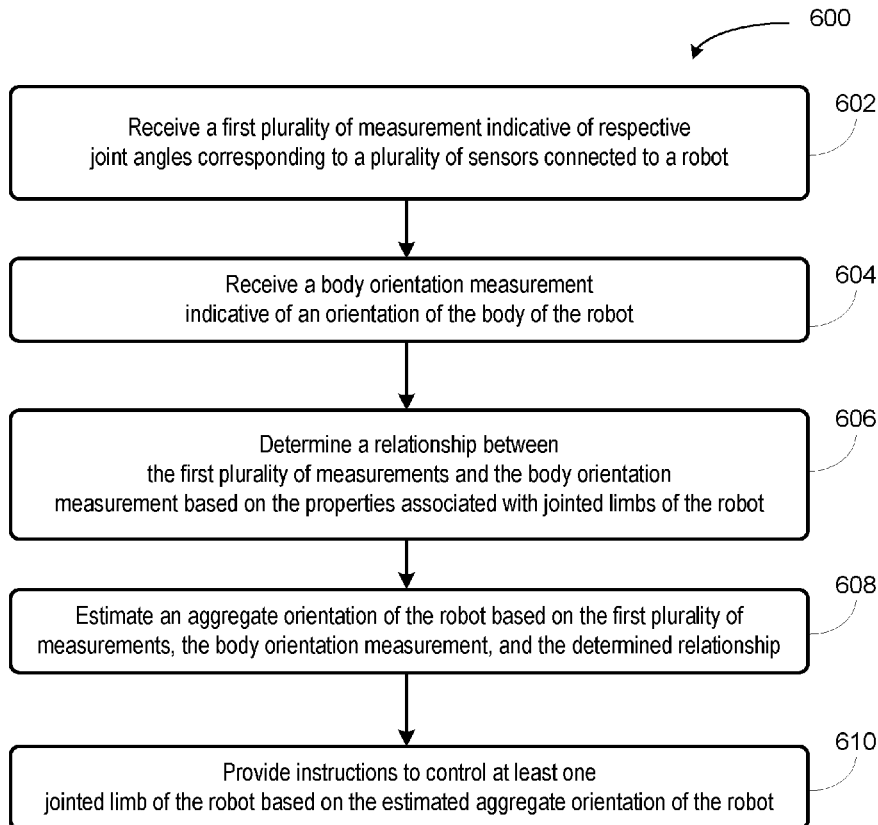 600
602
Receive a first plurality of measurement indicative of respective
joint angles corresponding to a plurality of sensors connected to a robot
604
Receive a body orientation measurement
indicative of an orientation of the body of the robot
606
Determine a relationship between
the first plurality of measurements and the body orientation
measurement based on the properties associated with jointed limbs of the robot
608
Estimate an aggregate orientation of the robot based on the first plurality of
measurements, the body orientation measurement, and the determined relationship
610
Provide instructions to control at least one
jointed limb of the robot based on the estimated aggregate orientation of the robot